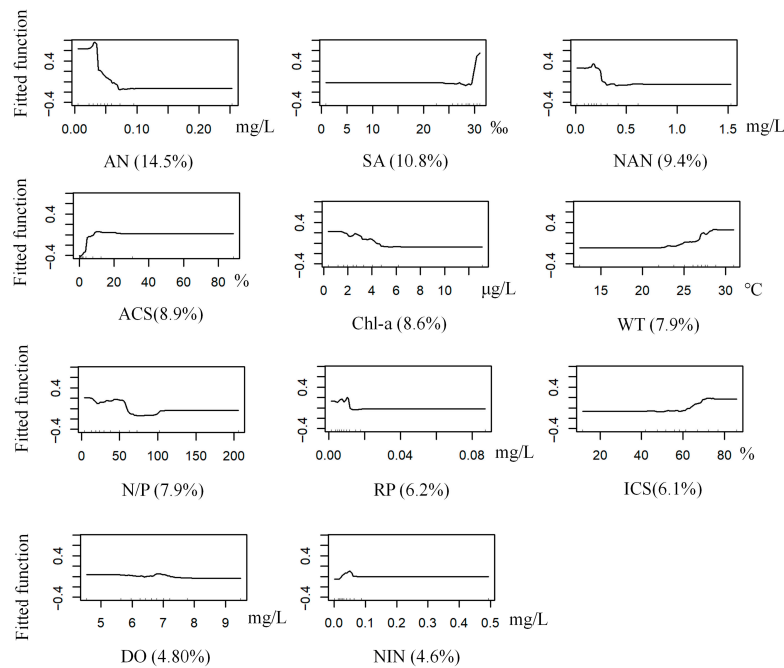 Fitted function
0.4
−0.4
0.00 0.10 0.20
mg/L
AN (14.5%)
0.4
−0.4
0 10 20 30
‰
SA (10.8%)
0.4
−0.4
0.0 0.5 1.0 1.5
mg/L
NAN (9.4%)
Fitted function
0.4
−0.4
0 20 40 60 80
%
ACS(8.9%)
0.4
−0.4
0 2 4 6 8 10
µg/L
Chl-a (8.6%)
0.4
−0.4
15 20 25 30
℃
WT (7.9%)
Fitted function
0.4
−0.4
0 50 100 150 200
N/P (7.9%)
0.4
−0.4
0.00 0.04 0.08
mg/L
RP (6.2%)
0.4
−0.4
20 40 60 80
%
ICS(6.1%)
Fitted function
0.4
−0.4
5 6 7 8 9
mg/L
DO (4.80%)
0.4
−0.4
0.0 0.1 0.2 0.3 0.4 0.5
mg/L
NIN (4.6%)